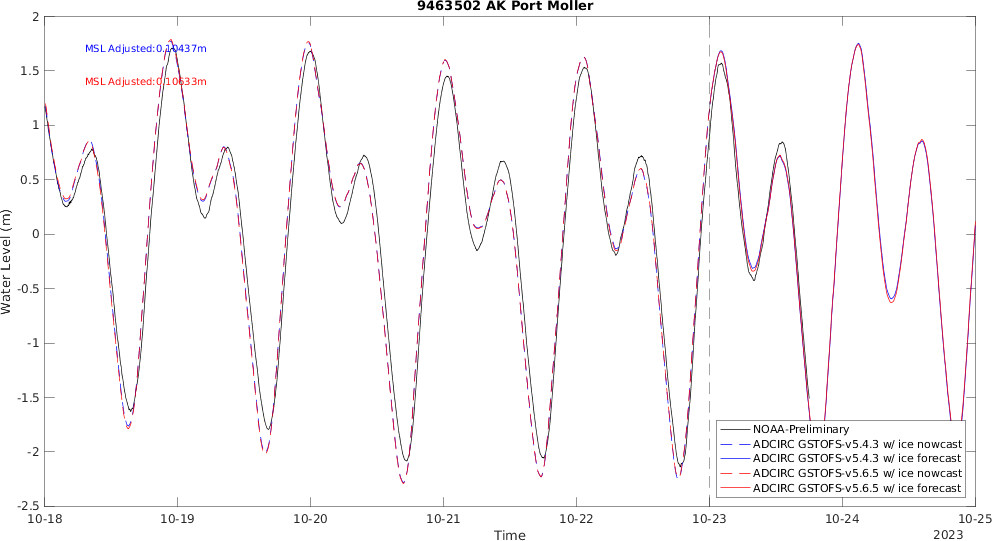 9463502 AK Port Moller
2
1.5
1
0.5
0
-0.5
-1
-1.5
-2
-2.5
Water Level (m)
MSL Adjusted:0.10437m
MSL Adjusted:0.10633m
NOAA-Preliminary
ADCIRC GSTOFS-v5.4.3 w/ ice nowcast
ADCIRC GSTOFS-v5.4.3 w/ ice forecast
ADCIRC GSTOFS-v5.6.5 w/ ice nowcast
ADCIRC GSTOFS-v5.6.5 w/ ice forecast
10-18 10-19 10-20 10-21 10-22 10-23 10-24 10-25
Time
2023